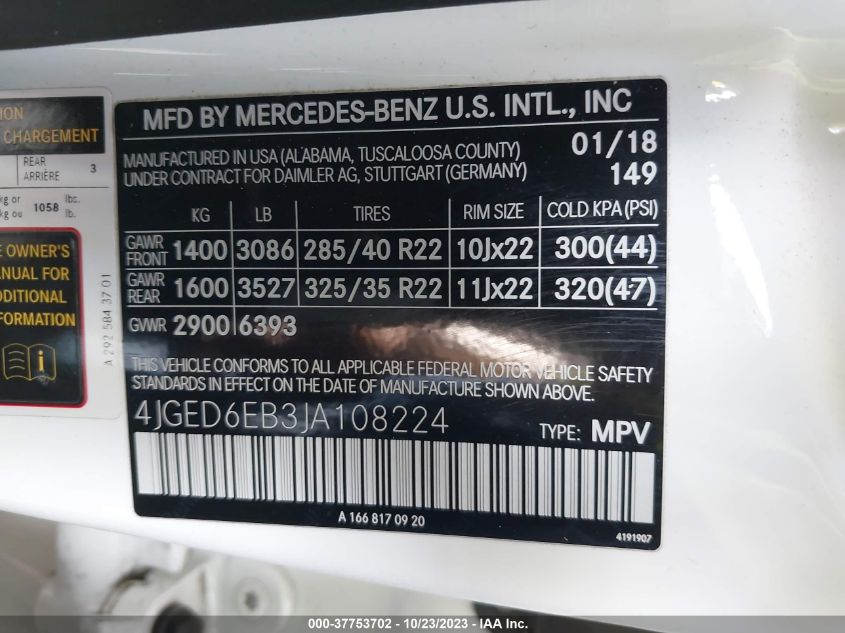 ION
CHARGEMENT
REAR
ARRIÈRE 3
kg or
kg ou 1058 lbs.
lb.
E OWNER'S
ANUAL FOR
DDITIONAL
FORMATION
A 292 584 37 01
MFD BY MERCEDES-BENZ U.S. INTL., INC
MANUFACTURED IN USA (ALABAMA, TUSCALOOSA COUNTY) 01/18
UNDER CONTRACT FOR DAIMLER AG, STUTTGART (GERMANY) 149
KG LB TIRES RIM SIZE COLD KPA (PSI)
GAWR FRONT 1400 3086 285/40 R22 10Jx22 300(44)
GAWR REAR 1600 3527 325/35 R22 11Jx22 320(47)
GVWR 2900 6393
THIS VEHICLE CONFORMS TO ALL APPLICABLE FEDERAL MOTOR VEHICLE SAFETY
STANDARDS IN EFFECT ON THE DATE OF MANUFACTURE SHOWN ABOVE.
4JGED6EB3JA108224
TYPE: MPV
A 166 817 09 20
4191907
000-37753702 - 10/23/2023 - IAA Inc.